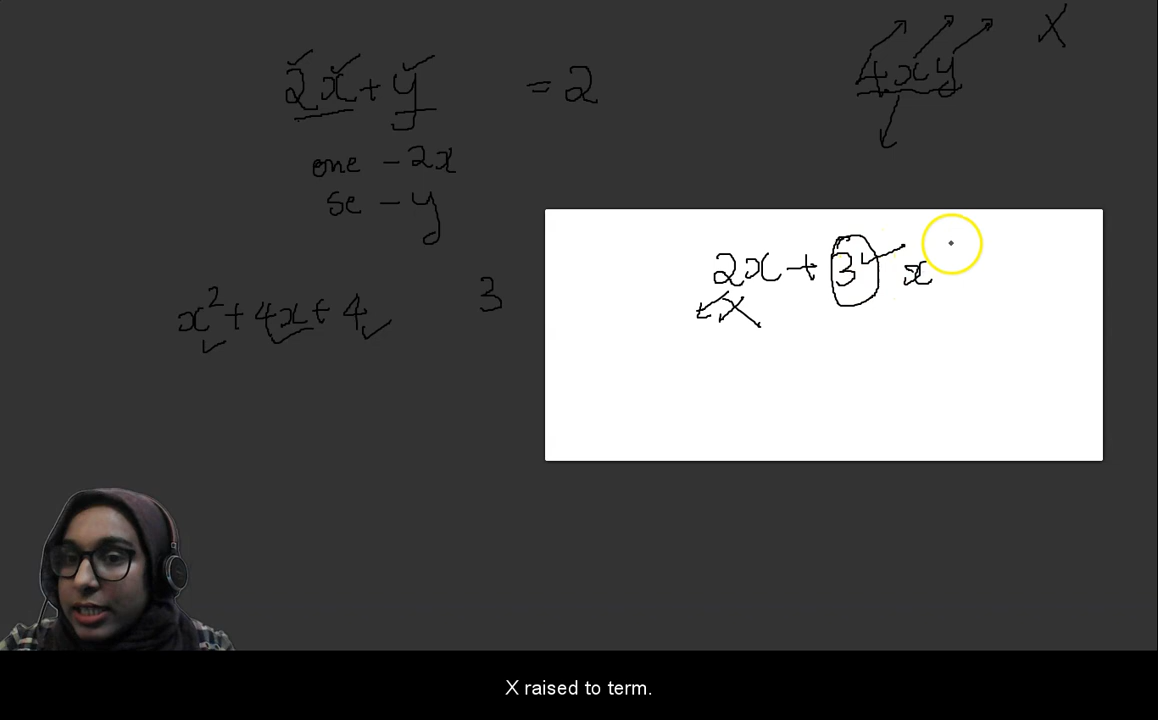 2x + y = 2
4xy
X
one - 2x
se - y
2x + 3 x
x² + 4x + 4
3
x
X raised to term.